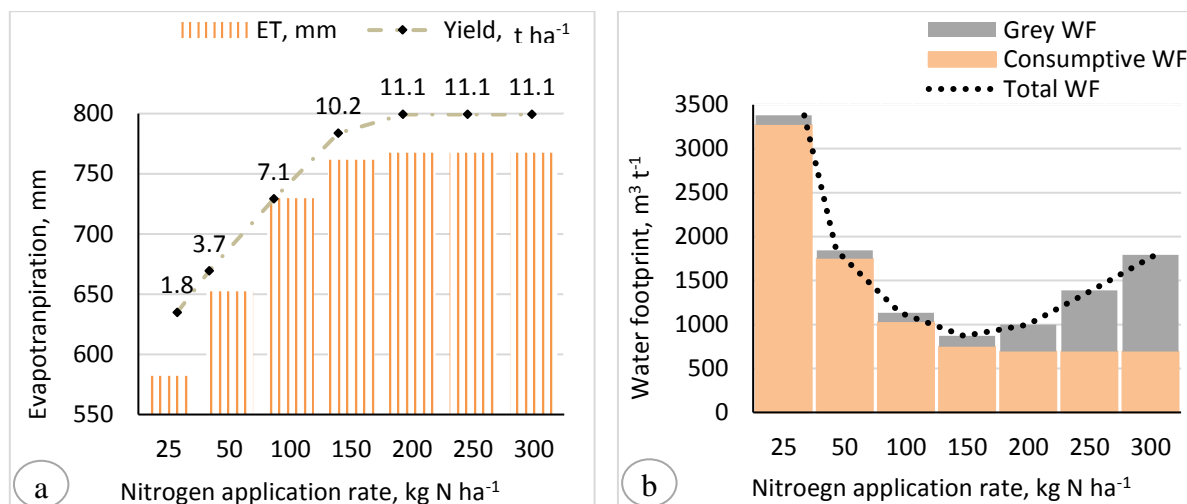 ET, mm
Yield, t ha⁻¹
Evapotranpiration, mm
800
750
700
650
600
550
1.8
3.7
7.1
10.2
11.1
11.1
11.1
25 50 100 150 200 250 300
Nitrogen application rate, kg N ha⁻¹
a
Grey WF
Consumptive WF
Total WF
Water footprint, m³ t⁻¹
3500
3000
2500
2000
1500
1000
500
0
25 50 100 150 200 250 300
Nitroegn application rate, kg N ha⁻¹
b